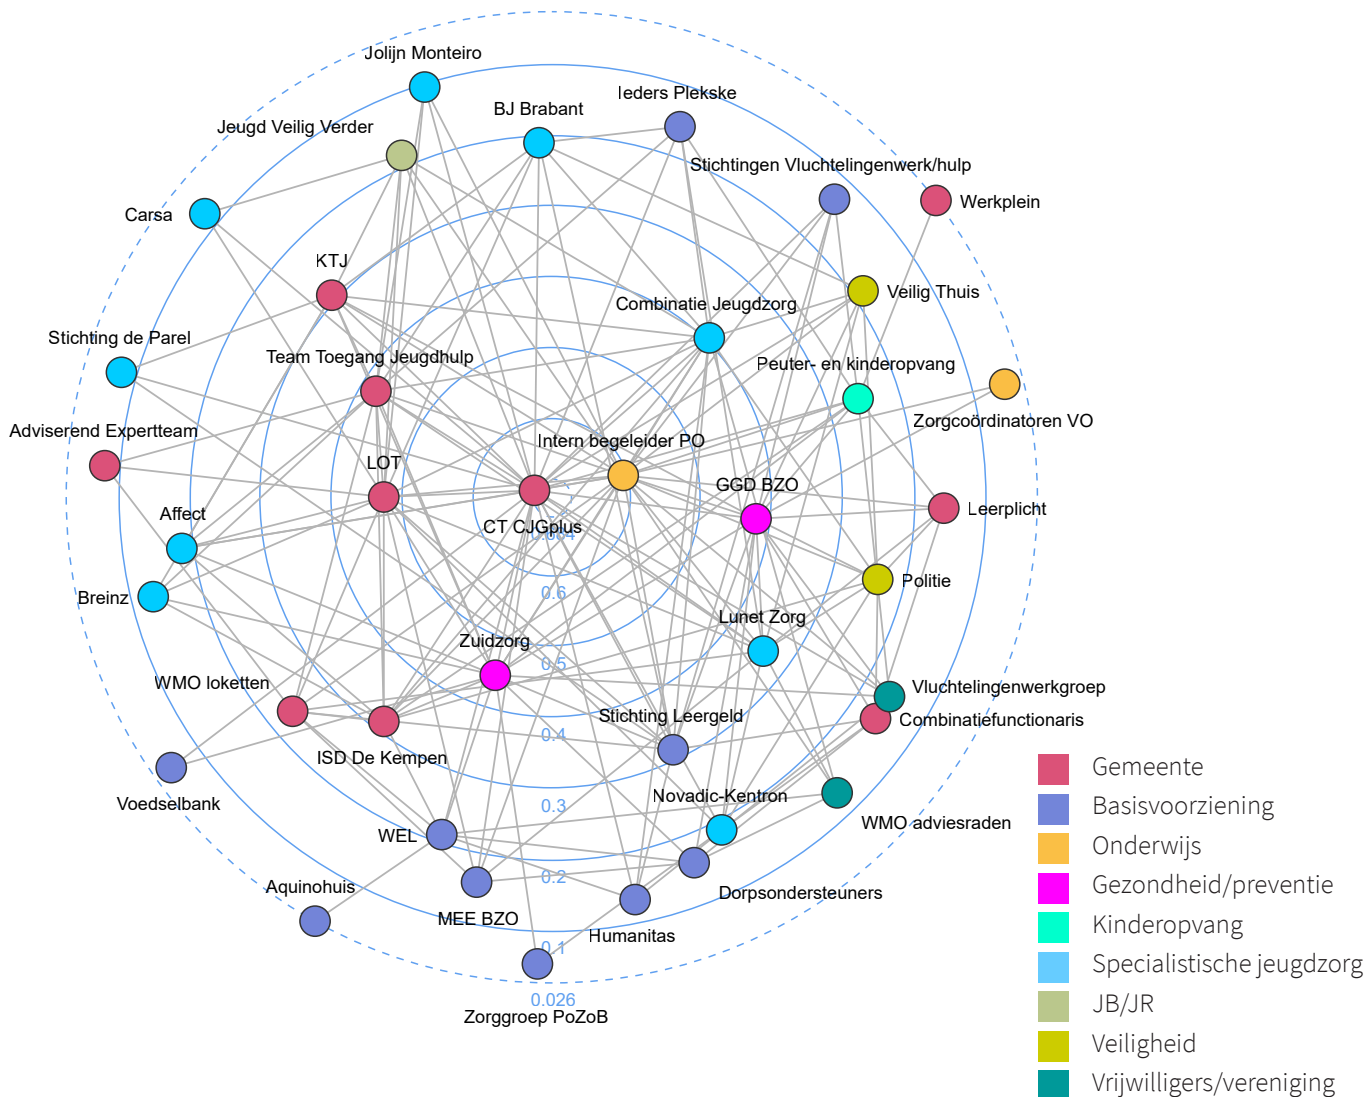 Jolijn Monteiro
Ieders Plekske
BJ Brabant
Jeugd Veilig Verder
Stichtingen Vluchtelingenwerk/hulp
Werkplein
Carsa
KTJ
Veilig Thuis
Combinatie Jeugdzorg
Stichting de Parel
Team Toegang Jeugdhulp
Peuter- en kinderopvang
Zorgcoördinatoren VO
Adviserend Expertteam
Intern begeleider PO
LOT
GGD BZO
Leerplicht
Affect
CT CJGplus
0.684
Politie
0.6
Breinz
Lunet Zorg
Zuidzorg
0.5
WMO loketten
Vluchtelingenwerkgroep
Stichting Leergeld
Combinatiefunctionaris
0.4
ISD De Kempen
Voedselbank
Novadic-Kentron
0.3
WMO adviesraden
WEL
0.2
Aquinohuis
Dorpsondersteuners
MEE BZO
Humanitas
0.1
0.026
Zorggroep PoZoB
Gemeente
Basisvoorziening
Onderwijs
Gezondheid/preventie
Kinderopvang
Specialistische jeugdzorg
JB/JR
Veiligheid
Vrijwilligers/vereniging